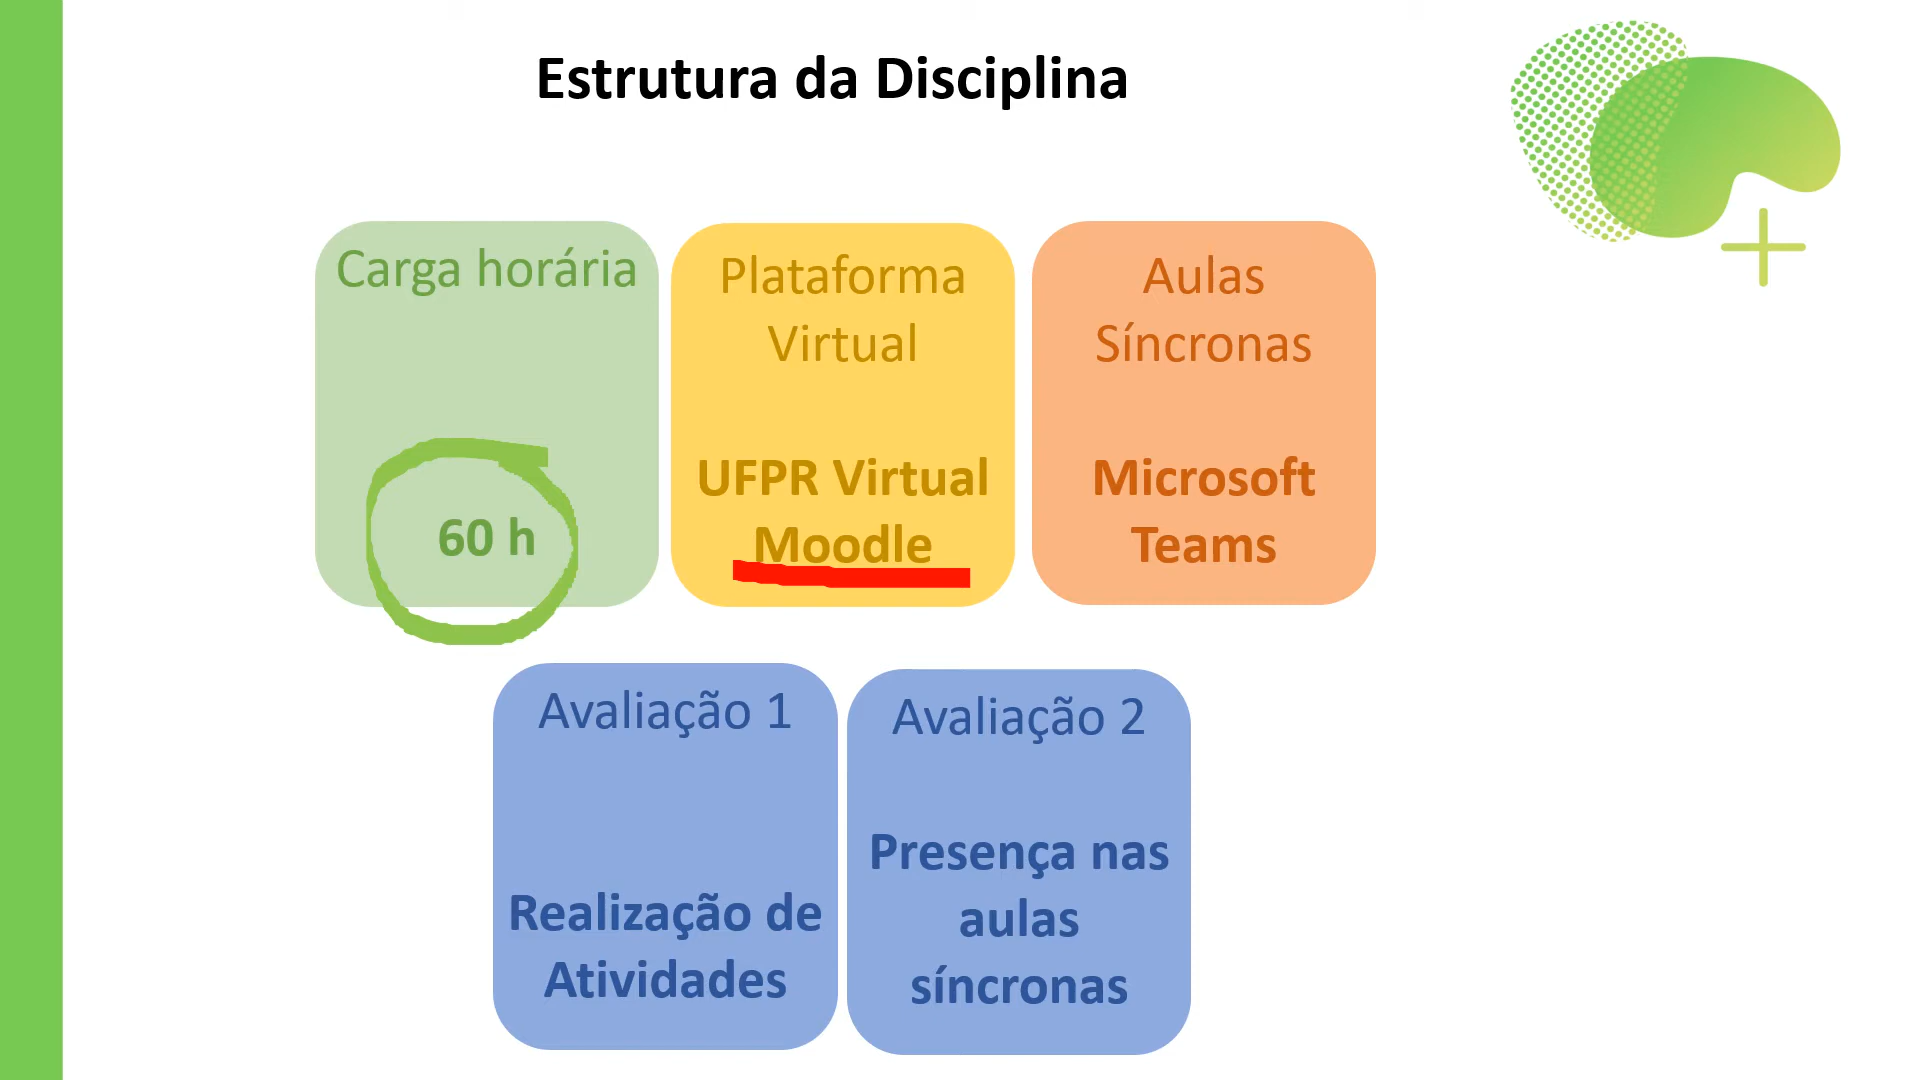 Estrutura da Disciplina
Carga horária
60 h
Plataforma
Virtual
UFPR Virtual
Moodle
Aulas
Síncronas
Microsoft
Teams
Avaliação 1
Realização de
Atividades
Avaliação 2
Presença nas
aulas
síncronas